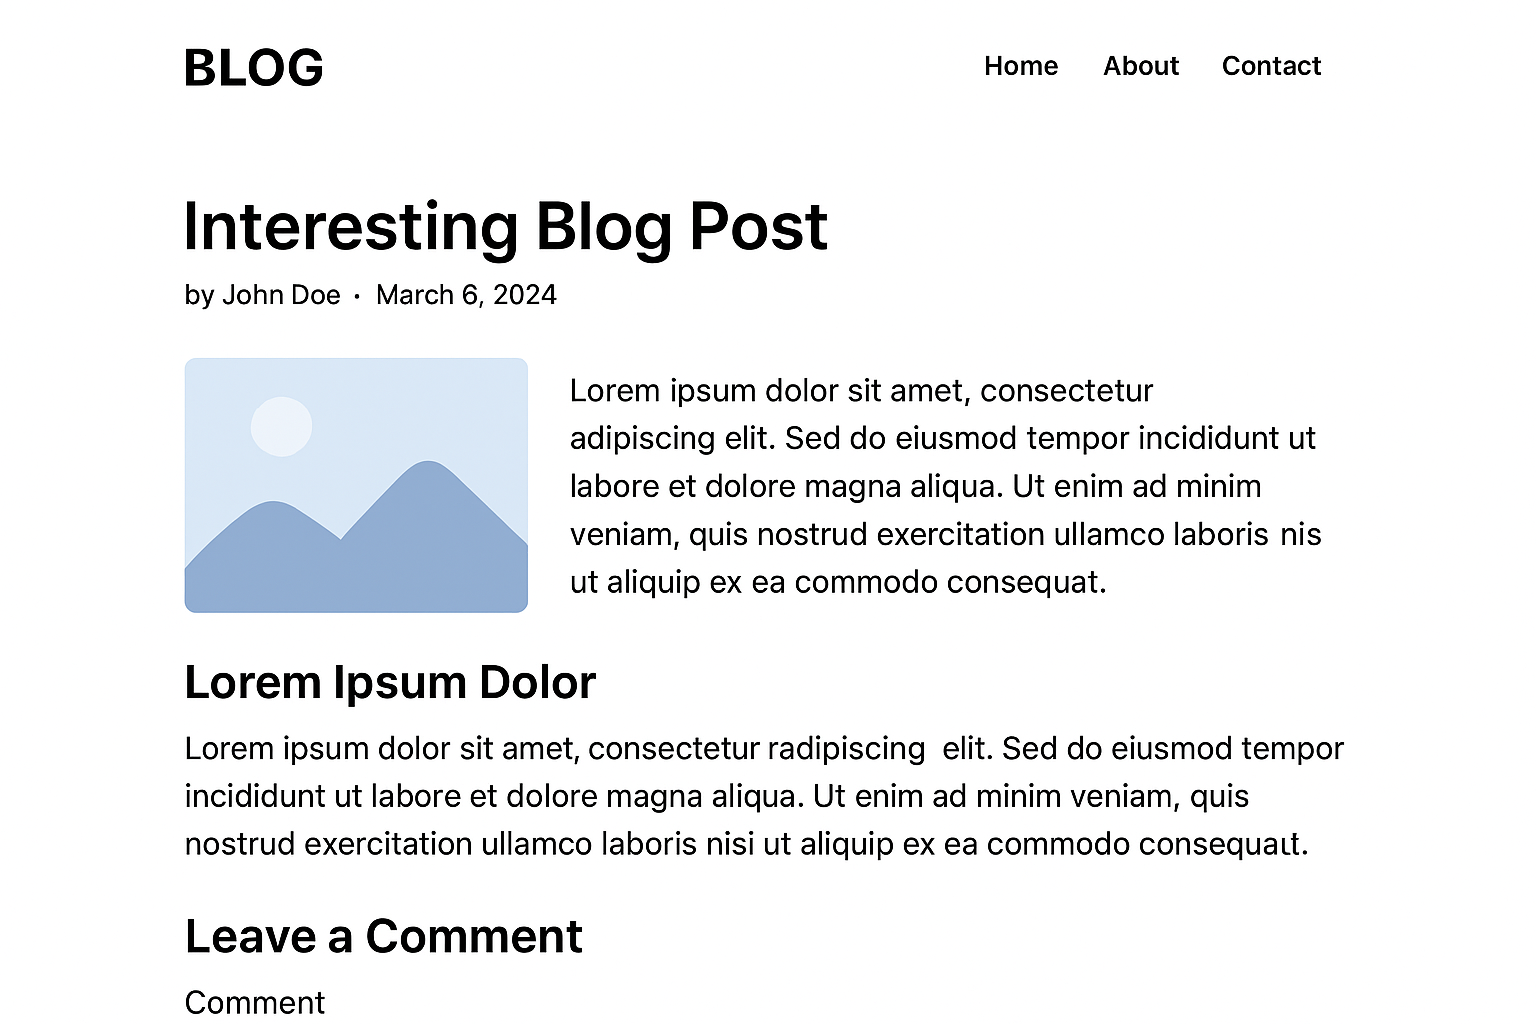 BLOG
Home About Contact
Interesting Blog Post
by John Doe · March 6, 2024
Lorem ipsum dolor sit amet, consectetur
adipiscing elit. Sed do eiusmod tempor incididunt ut
labore et dolore magna aliqua. Ut enim ad minim
veniam, quis nostrud exercitation ullamco laboris nis
ut aliquip ex ea commodo consequat.
Lorem Ipsum Dolor
Lorem ipsum dolor sit amet, consectetur radipiscing elit. Sed do eiusmod tempor
incididunt ut labore et dolore magna aliqua. Ut enim ad minim veniam, quis
nostrud exercitation ullamco laboris nisi ut aliquip ex ea commodo consequaιt.
Leave a Comment
Comment